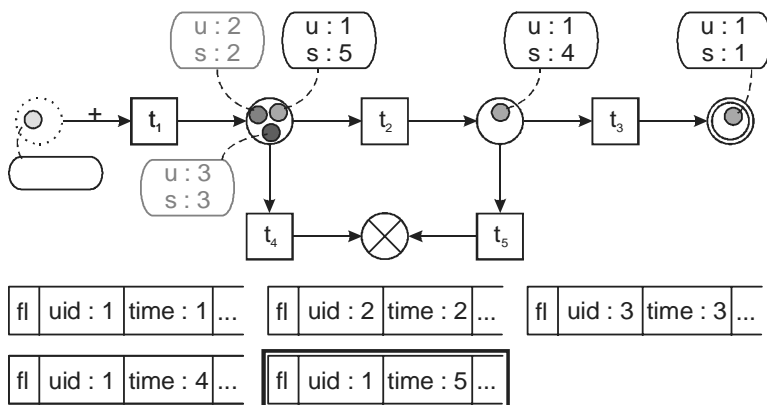 u : 2
s : 2
u : 1
s : 5
u : 1
s : 4
u : 1
s : 1
+
t₁
t₂
t₃
u : 3
s : 3
t₄
t₅
fl uid : 1 time : 1 ...
fl uid : 2 time : 2 ...
fl uid : 3 time : 3 ...
fl uid : 1 time : 4 ...
fl uid : 1 time : 5 ...